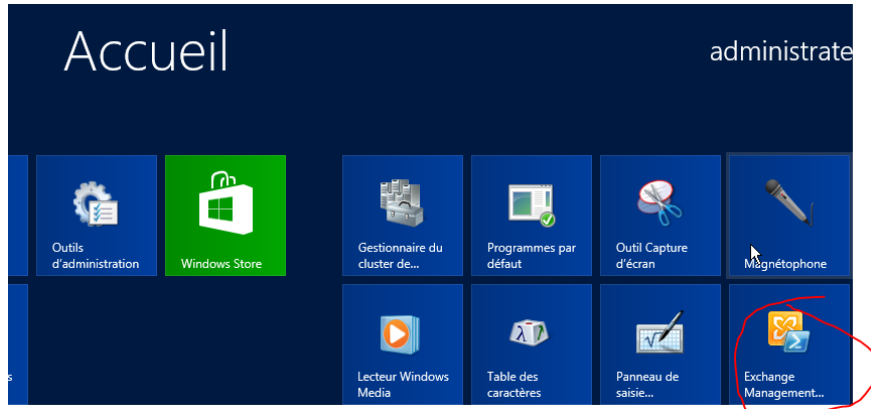 Accueil
administrate
Outils
d'administration
Windows Store
Gestionnaire du
cluster de...
Programmes par
défaut
Outil Capture
d'écran
Magnétophone
s
Lecteur Windows
Media
Table des
caractères
Panneau de
saisie...
Exchange
Management...